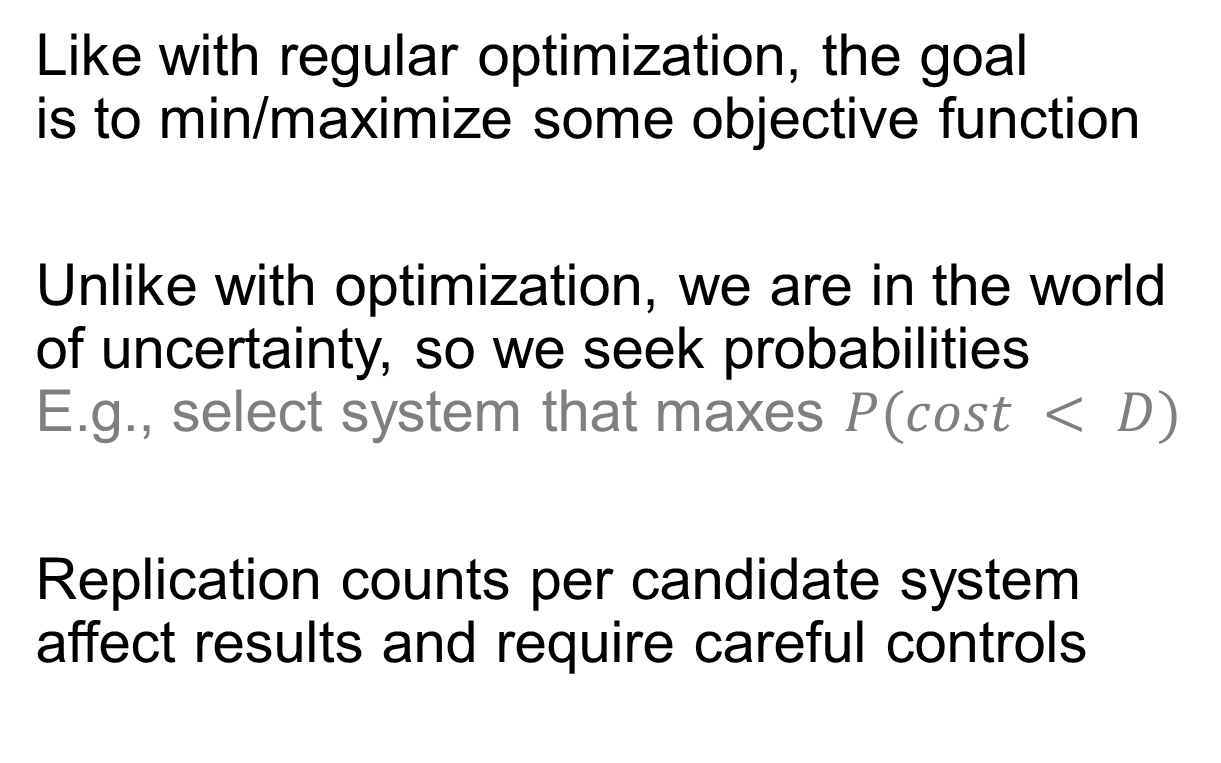 Like with regular optimization, the goal
is to min/maximize some objective function
Unlike with optimization, we are in the world
of uncertainty, so we seek probabilities
E.g., select system that maxes P(cost < D)
Replication counts per candidate system
affect results and require careful controls